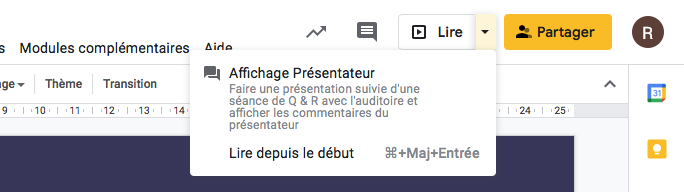 s Modules complémentaires Aide
Lire
Partager
R
age Thème Transition
9 10 11 12 13 14 24 25
Affichage Présentateur
Faire une présentation suivie d'une
séance de Q & R avec l'auditoire et
afficher les commentaires du
présentateur
Lire depuis le début ⌘+Maj+Entrée
31